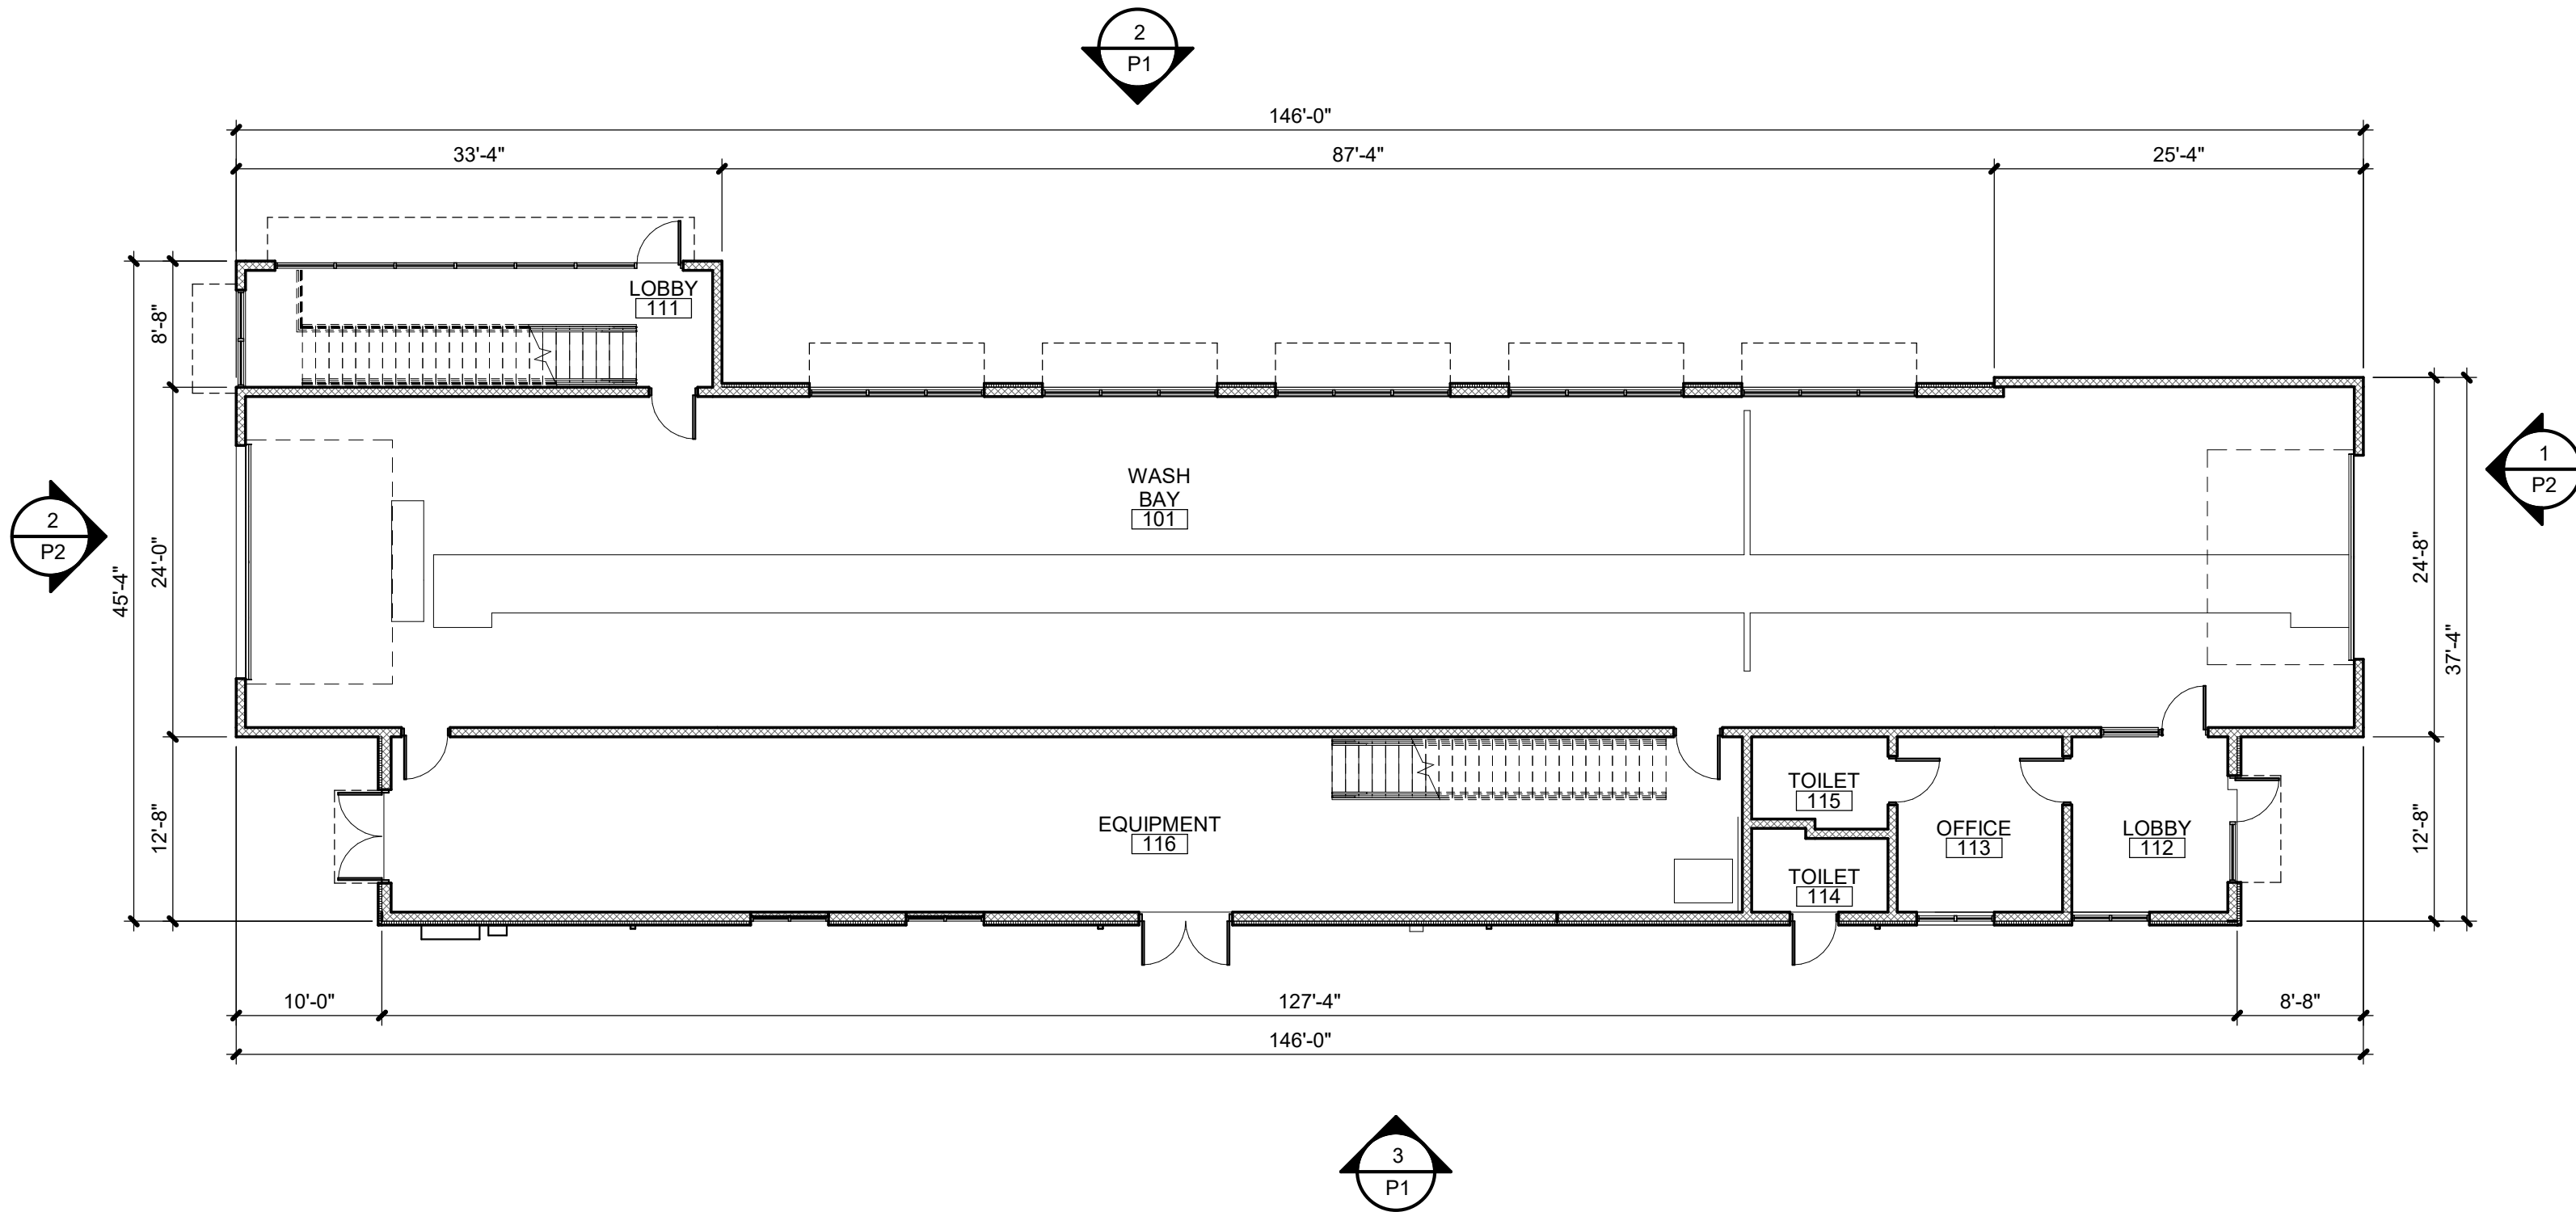 2
P1
146'-0"
33'-4"
87'-4"
25'-4"
LOBBY
111
8'-8"
WASH
BAY
101
1
P2
2
P2
24'-0"
45'-4"
24'-8"
37'-4"
TOILET
115
EQUIPMENT
116
OFFICE
113
LOBBY
112
12'-8"
12'-8"
TOILET
114
10'-0"
127'-4"
8'-8"
146'-0"
3
P1